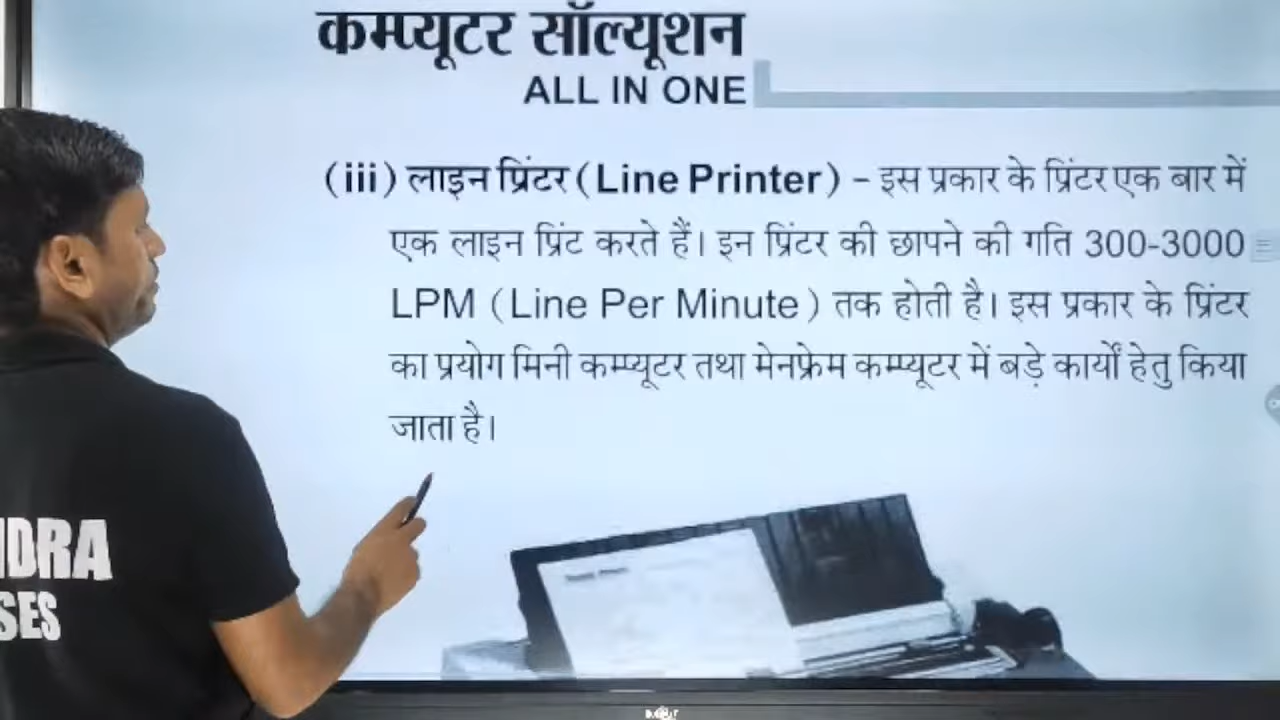 कम्प्यूटर सॉल्यूशन
ALL IN ONE
(iii) लाइन प्रिंटर (Line Printer) – इस प्रकार के प्रिंटर एक बार में
एक लाइन प्रिंट करते हैं। इन प्रिंटर की छापने की गति 300-3000
LPM (Line Per Minute) तक होती है। इस प्रकार के प्रिंटर
का प्रयोग मिनी कम्प्यूटर तथा मेनफ्रेम कम्प्यूटर में बड़े कार्यों हेतु किया
जाता है।
NDRA
SES